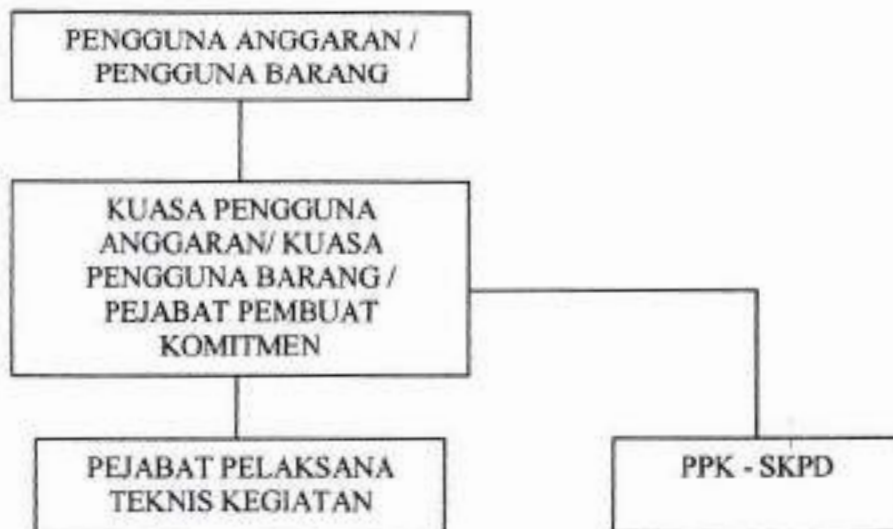 PENGGUNA ANGGARAN /
PENGGUNA BARANG
KUASA PENGGUNA
ANGGARAN/ KUASA
PENGGUNA BARANG /
PEJABAT PEMBUAT
KOMITMEN
PEJABAT PELAKSANA
TEKNIS KEGIATAN
PPK - SKPD